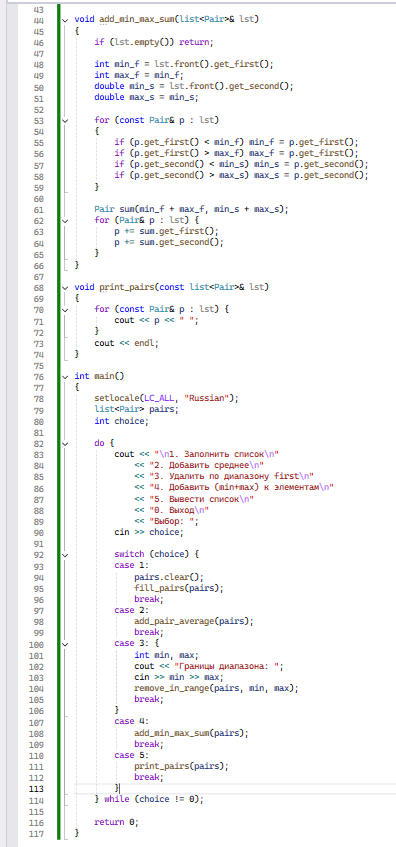 43
44 void add_min_max_sum(list<Pair>& lst)
45 {
46 if (lst.empty()) return;
47
48 int min_f = lst.front().get_first();
49 int max_f = min_f;
50 double min_s = lst.front().get_second();
51 double max_s = min_s;
52
53 for (const Pair& p : lst)
54 {
55 if (p.get_first() < min_f) min_f = p.get_first();
56 if (p.get_first() > max_f) max_f = p.get_first();
57 if (p.get_second() < min_s) min_s = p.get_second();
58 if (p.get_second() > max_s) max_s = p.get_second();
59 }
60
61 Pair sum(min_f + max_f, min_s + max_s);
62 for (Pair& p : lst) {
63 p += sum.get_first();
64 p += sum.get_second();
65 }
66 }
67
68 void print_pairs(const list<Pair>& lst)
69 {
70 for (const Pair& p : lst) {
71 cout << p << " ";
72 }
73 cout << endl;
74 }
75
76 int main()
77 {
78 setlocale(LC_ALL, "Russian");
79 list<Pair> pairs;
80 int choice;
81
82 do {
83 cout << "\n1. Заполнить список\n"
84 << "2. Добавить среднее\n"
85 << "3. Удалить по диапазону first\n"
86 << "4. Добавить (min+max) к элементам\n"
87 << "5. Вывести список\n"
88 << "0. Выход\n"
89 << "Выбор: ";
90 cin >> choice;
91
92 switch (choice) {
93 case 1:
94 pairs.clear();
95 fill_pairs(pairs);
96 break;
97 case 2:
98 add_pair_average(pairs);
99 break;
100 case 3: {
101 int min, max;
102 cout << "Границы диапазона: ";
103 cin >> min >> max;
104 remove_in_range(pairs, min, max);
105 break;
106 }
107 case 4:
108 add_min_max_sum(pairs);
109 break;
110 case 5:
111 print_pairs(pairs);
112 break;
113 }
114 } while (choice != 0);
115
116 return 0;
117 }